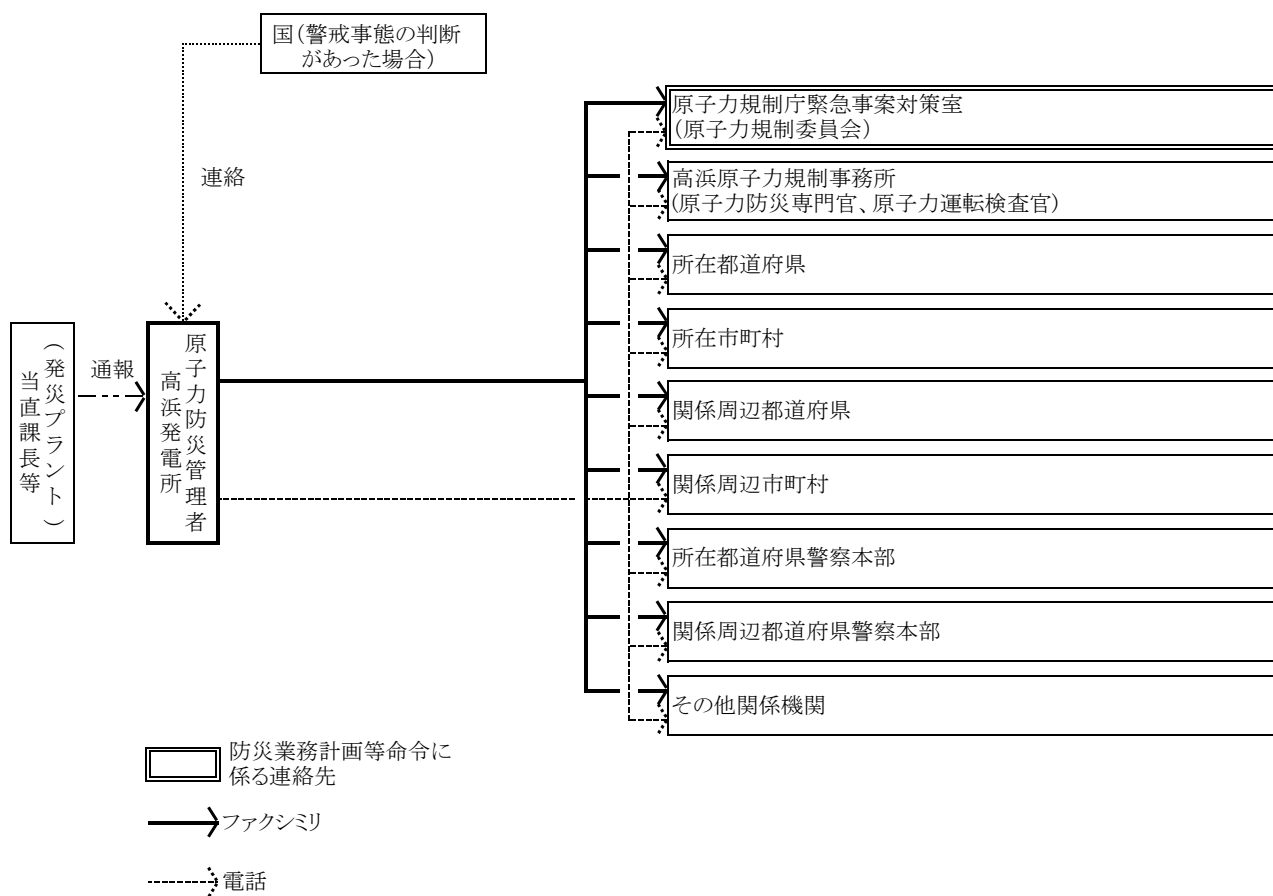 国（警戒事態の判断
があった場合）
連絡
原子力規制庁緊急事案対策室
（原子力規制委員会）
高浜原子力規制事務所
（原子力防災専門官、原子力運転検査官）
所在都道府県
所在市町村
関係周辺都道府県
関係周辺市町村
所在都道府県警察本部
関係周辺都道府県警察本部
その他関係機関
（発災プラント）
当直課長等
通報
原子力防災管理者
高浜発電所
防災業務計画等命令に
係る連絡先
ファクシミリ
電話